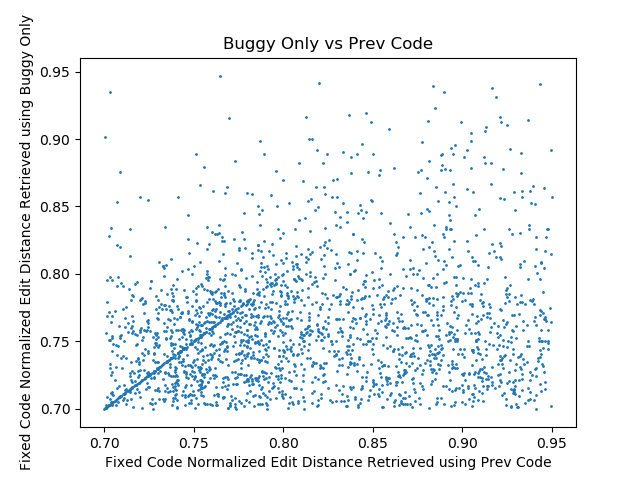 Buggy Only vs Prev Code
Fixed Code Normalized Edit Distance Retrieved using Buggy Only
0.95
0.90
0.85
0.80
0.75
0.70
0.70 0.75 0.80 0.85 0.90 0.95
Fixed Code Normalized Edit Distance Retrieved using Prev Code